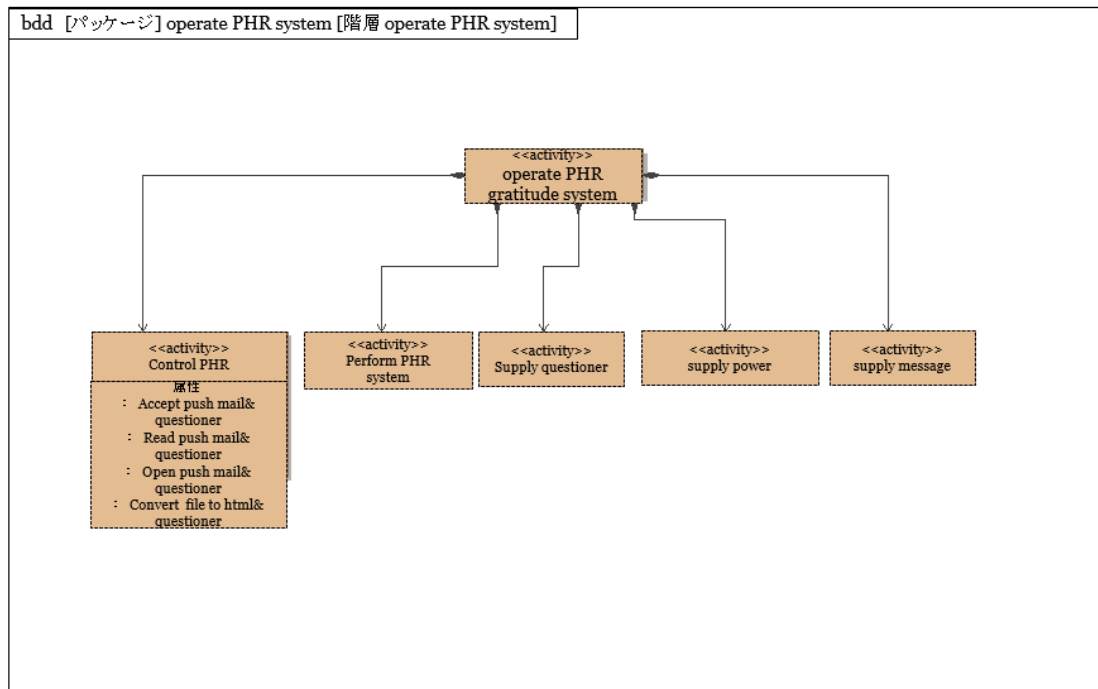 bdd [パッケージ] operate PHR system [階層 operate PHR system]
<<activity>>
operate PHR
gratitude system
<<activity>>
Control PHR
属性
: Accept push mail&
questioner
: Read push mail&
questioner
: Open push mail&
questioner
: Convert file to html&
questioner
<<activity>>
Perform PHR
system
<<activity>>
Supply questioner
<<activity>>
supply power
<<activity>>
supply message